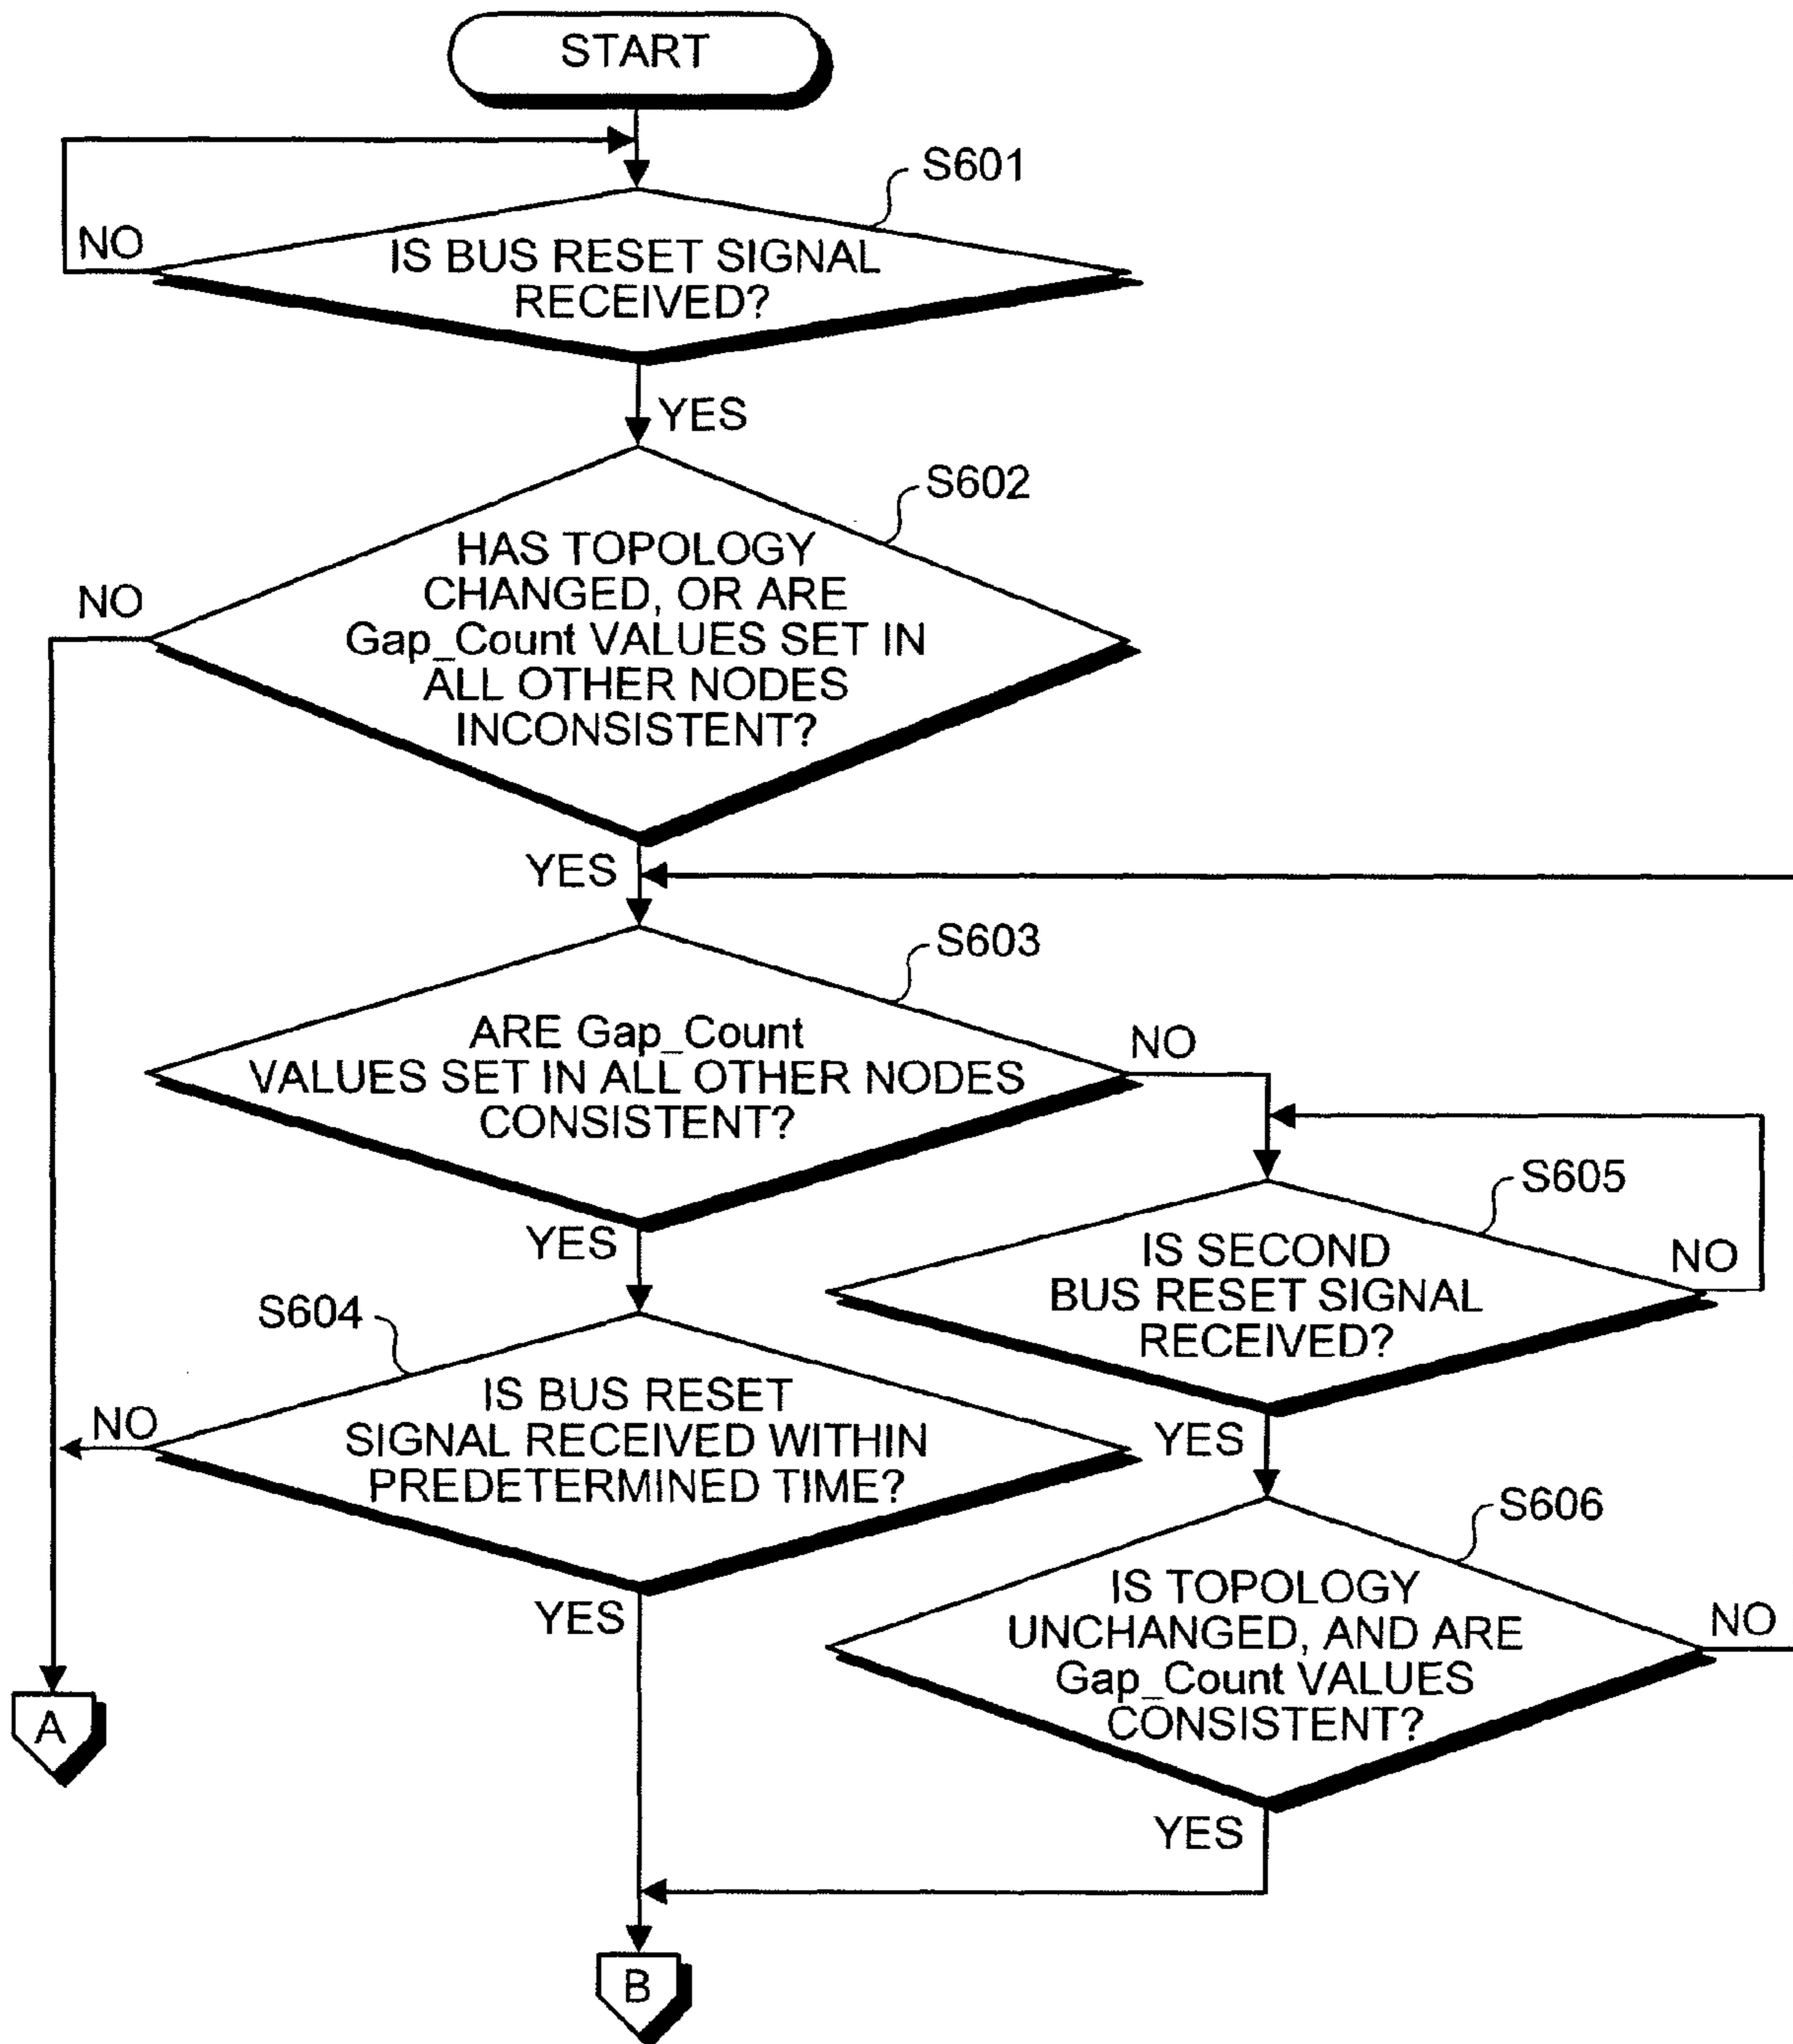 START
S601
NO
IS BUS RESET SIGNAL
RECEIVED?
YES
S602
HAS TOPOLOGY
CHANGED, OR ARE
NO
Gap_Count VALUES SET IN
ALL OTHER NODES
INCONSISTENT?
YES
S603
ARE Gap_Count
VALUES SET IN ALL OTHER NODES
CONSISTENT?
NO
YES
S605
IS SECOND
BUS RESET SIGNAL
RECEIVED?
NO
S604
IS BUS RESET
SIGNAL RECEIVED WITHIN
PREDETERMINED TIME?
NO
YES
YES
S606
IS TOPOLOGY
UNCHANGED, AND ARE
Gap_Count VALUES
CONSISTENT?
NO
A
YES
B